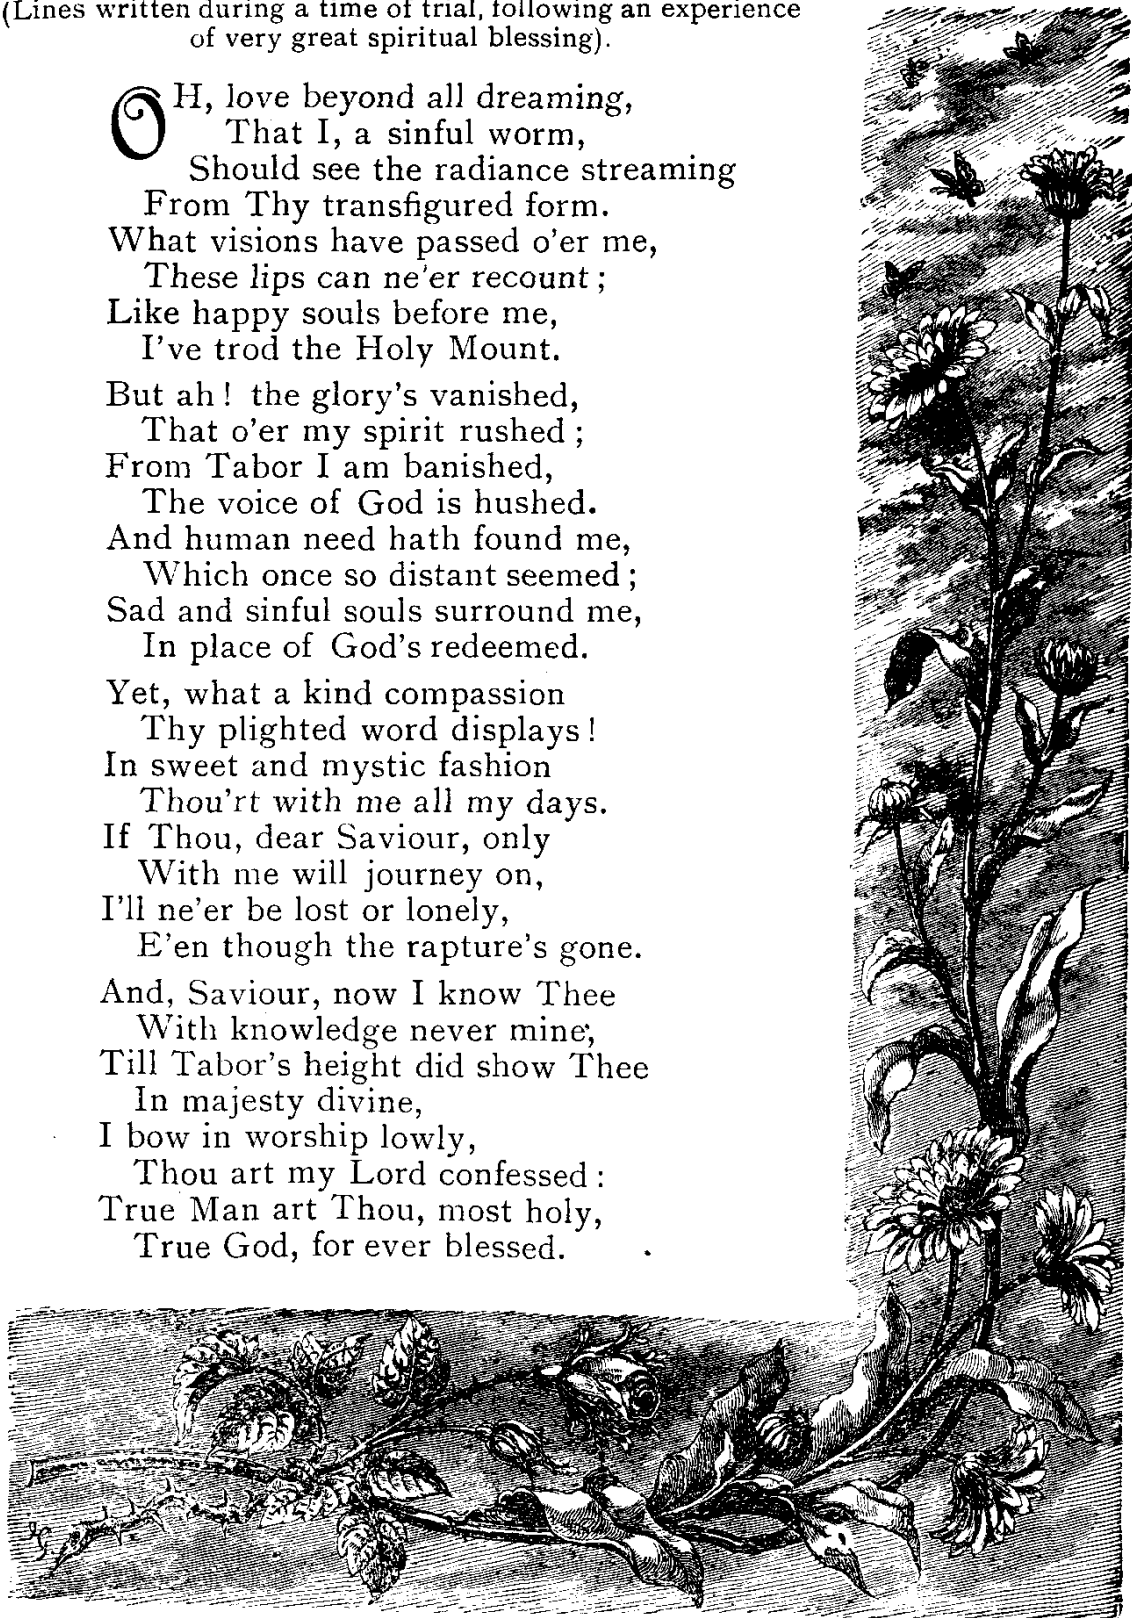 (Lines written during a time of trial, following an experience
of very great spiritual blessing).
OH, love beyond all dreaming,
That I, a sinful worm,
Should see the radiance streaming
From Thy transfigured form.
What visions have passed o'er me,
These lips can ne'er recount;
Like happy souls before me,
I've trod the Holy Mount.
But ah! the glory's vanished,
That o'er my spirit rushed;
From Tabor I am banished,
The voice of God is hushed.
And human need hath found me,
Which once so distant seemed;
Sad and sinful souls surround me,
In place of God's redeemed.
Yet, what a kind compassion
Thy plighted word displays!
In sweet and mystic fashion
Thou'rt with me all my days.
If Thou, dear Saviour, only
With me will journey on,
I'll ne'er be lost or lonely,
E'en though the rapture's gone.
And, Saviour, now I know Thee
With knowledge never mine;
Till Tabor's height did show Thee
In majesty divine,
I bow in worship lowly,
Thou art my Lord confessed:
True Man art Thou, most holy,
True God, for ever blessed.